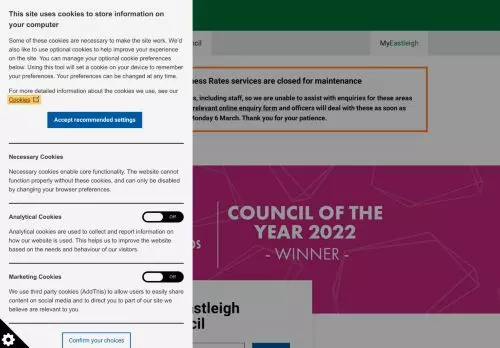 This site uses cookies to store information on
your computer
Some of these cookies are necessary to make the site work. We'd
also like to use optional cookies to help improve your experience
on the site. You can manage your optional cookie preferences
below. Using this tool will set a cookie on your device to remember
your preferences. Your preferences can be changed at any time.
For more detailed information about the cookies we use, see our
Cookies
Accept recommended settings
Necessary Cookies
Necessary cookies enable core functionality. The website cannot
function properly without these cookies, and can only be disabled
by changing your browser preferences.
Analytical Cookies
Off
Analytical cookies are used to collect and report information on
how our website is used. This helps us to improve the website
based on the needs and behaviour of our visitors.
Marketing Cookies
Off
We use third party cookies (AddThis) to allow users to easily share
content on social media and to direct you to part of our site we
believe are relevant to you
Confirm your choices
MyEastleigh
ness Rates services are closed for maintenance
s, including staff, so we are unable to assist with enquiries for these areas
relevant online enquiry form and officers will deal with these as soon as
Monday 6 March. Thank you for your patience.
COUNCIL OF THE
YEAR 2022
- WINNER -
DS
Eastleigh
cil